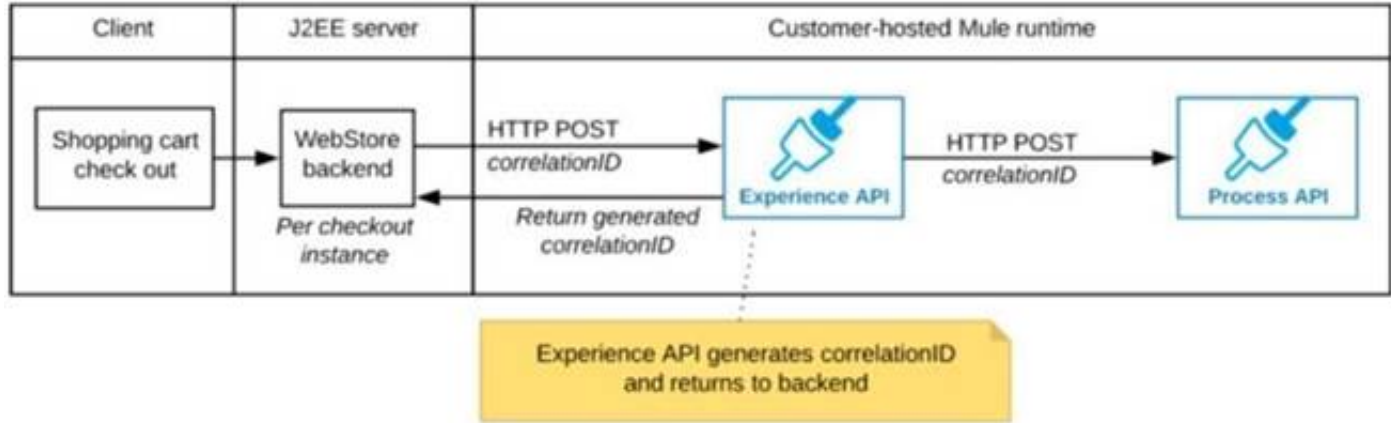 Client
J2EE server
Customer-hosted Mule runtime
Shopping cart
check out
WebStore
backend
Per checkout
instance
HTTP POST
correlationID
Return generated
correlationID
Experience API
HTTP POST
correlationID
Process API
Experience API generates correlationID
and returns to backend